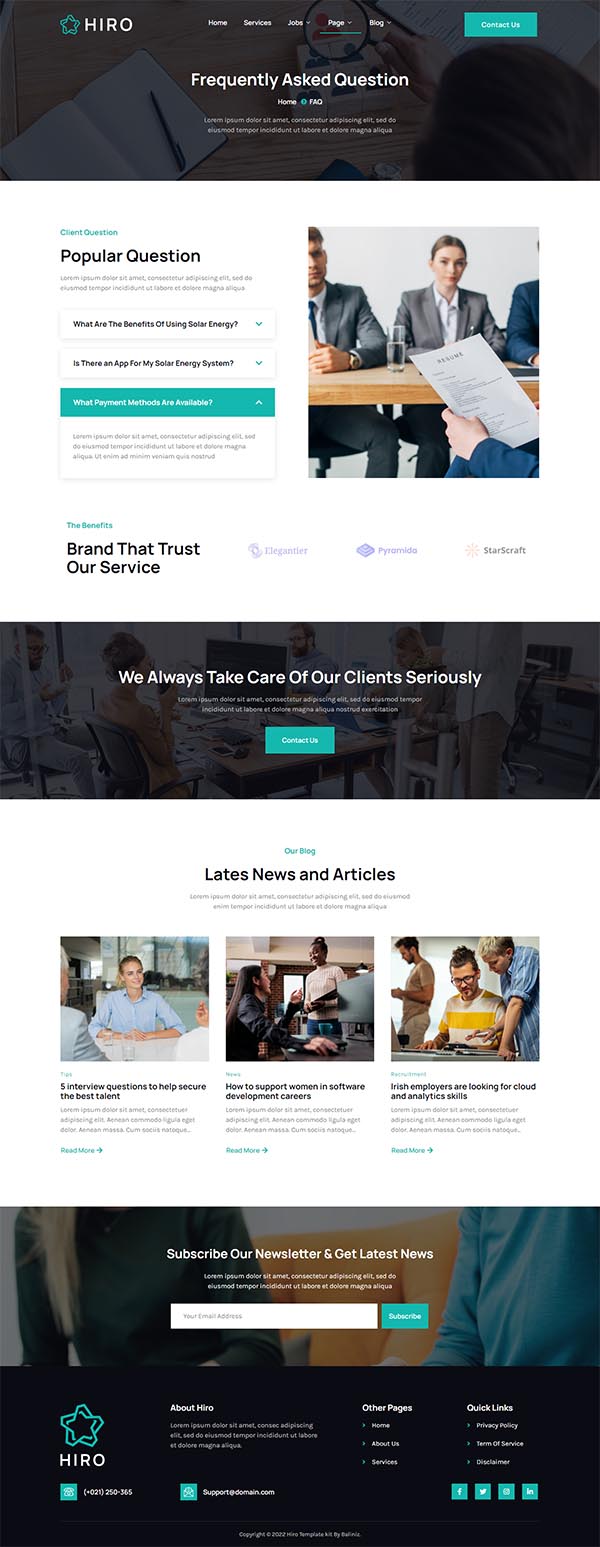 HIRO
Home Services Jobs Page Blog
Contact Us
Frequently Asked Question
Home FAQ
Lorem ipsum dolor sit amet, consectetur adipiscing elit, sed do
eiusmod tempor incididunt ut labore et dolore magna aliqua
Client Question
Popular Question
Lorem ipsum dolor sit amet, consectetur adipiscing elit, sed do
eiusmod tempor incididunt ut labore et dolore magna aliqua
What Are The Benefits Of Using Solar Energy?
Is There an App For My Solar Energy System?
What Payment Methods Are Available?
Lorem ipsum dolor sit amet, consectetur adipiscing elit, sed do
eiusmod tempor incididunt ut labore et dolore magna
aliqua. Ut enim ad minim veniam quis nostrud
RESUME
The Benefits
Brand That Trust
Our Service
Elegantier
Pyramida
StarScraft
We Always Take Care Of Our Clients Seriously
Lorem ipsum dolor sit amet, consectetur adipiscing elit, sed do eiusmod tempor
incididunt ut labore et dolore magna aliqua nostrud exercitation
Contact Us
Our Blog
Lates News and Articles
Lorem ipsum dolor sit amet, consectetur adipiscing elit, sed do eiusmod
enim tempor incididunt ut labore et dolore magna aliqua
Tips
5 interview questions to help secure
the best talent
Lorem ipsum dolor sit amet, consectetuer
adipiscing elit. Aenean commodo ligula eget
dolor. Aenean massa. Cum sociis natoque...
Read More
News
How to support women in software
development careers
Lorem ipsum dolor sit amet, consectetuer
adipiscing elit. Aenean commodo ligula eget
dolor. Aenean massa. Cum sociis natoque...
Read More
Recruitment
Irish employers are looking for cloud
and analytics skills
Lorem ipsum dolor sit amet, consectetuer
adipiscing elit. Aenean commodo ligula eget
dolor. Aenean massa. Cum sociis natoque...
Read More
Subscribe Our Newsletter & Get Latest News
Lorem ipsum dolor sit amet, consectetur adipiscing elit, sed do
eiusmod tempor incididunt ut labore et dolore magna aliqua
Your Email Address
Subscribe
HIRO
About Hiro
Lorem ipsum dolor sit amet, consec adipiscing
elit, sed do eiusmod tempor incididunt ut labore
et dolore magna aliqua.
Other Pages
Home
About Us
Services
Quick Links
Privacy Policy
Term Of Service
Disclaimer
(+021) 250-365
Support@domain.com
Copyright © 2022 Hiro Template kit By Baliniz.